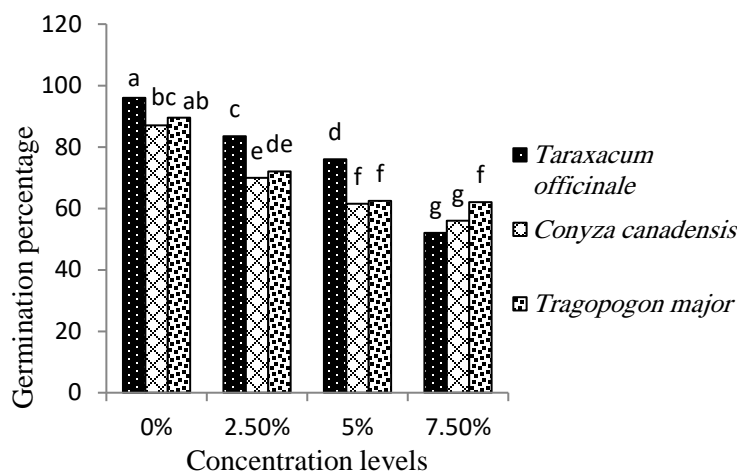 120
100
80
60
40
20
0
Germination percentage
a bc ab c e de d f f g g f
0% 2.50% 5% 7.50%
Concentration levels
Taraxacum
officinale
Conyza canadensis
Tragopogon major